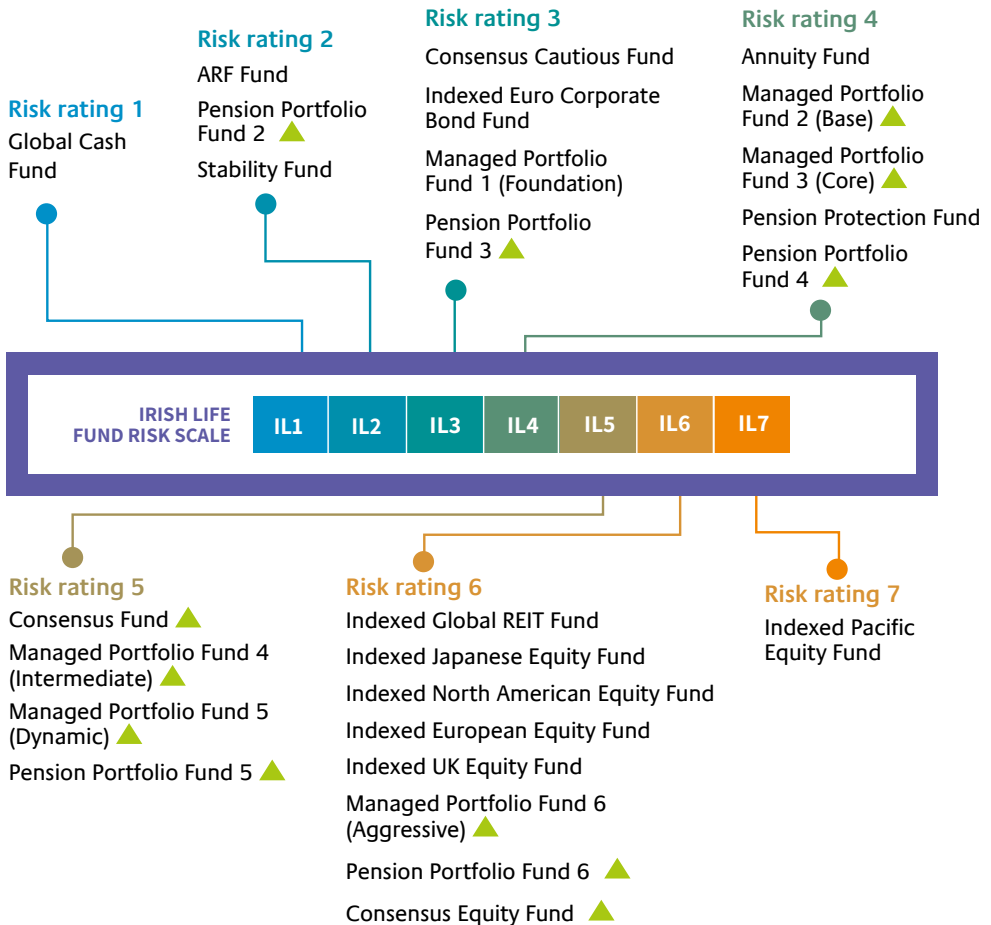 Risk rating 1
Global Cash
Fund
Risk rating 2
ARF Fund
Pension Portfolio
Fund 2
Stability Fund
Risk rating 3
Consensus Cautious Fund
Indexed Euro Corporate
Bond Fund
Managed Portfolio
Fund 1 (Foundation)
Pension Portfolio
Fund 3
Risk rating 4
Annuity Fund
Managed Portfolio
Fund 2 (Base)
Managed Portfolio
Fund 3 (Core)
Pension Protection Fund
Pension Portfolio
Fund 4
IRISH LIFE
FUND RISK SCALE
IL1 IL2 IL3 IL4 IL5 IL6 IL7
Risk rating 5
Consensus Fund
Managed Portfolio Fund 4
(Intermediate)
Managed Portfolio Fund 5
(Dynamic)
Pension Portfolio Fund 5
Risk rating 6
Indexed Global REIT Fund
Indexed Japanese Equity Fund
Indexed North American Equity Fund
Indexed European Equity Fund
Indexed UK Equity Fund
Managed Portfolio Fund 6
(Aggressive)
Pension Portfolio Fund 6
Consensus Equity Fund
Risk rating 7
Indexed Pacific
Equity Fund